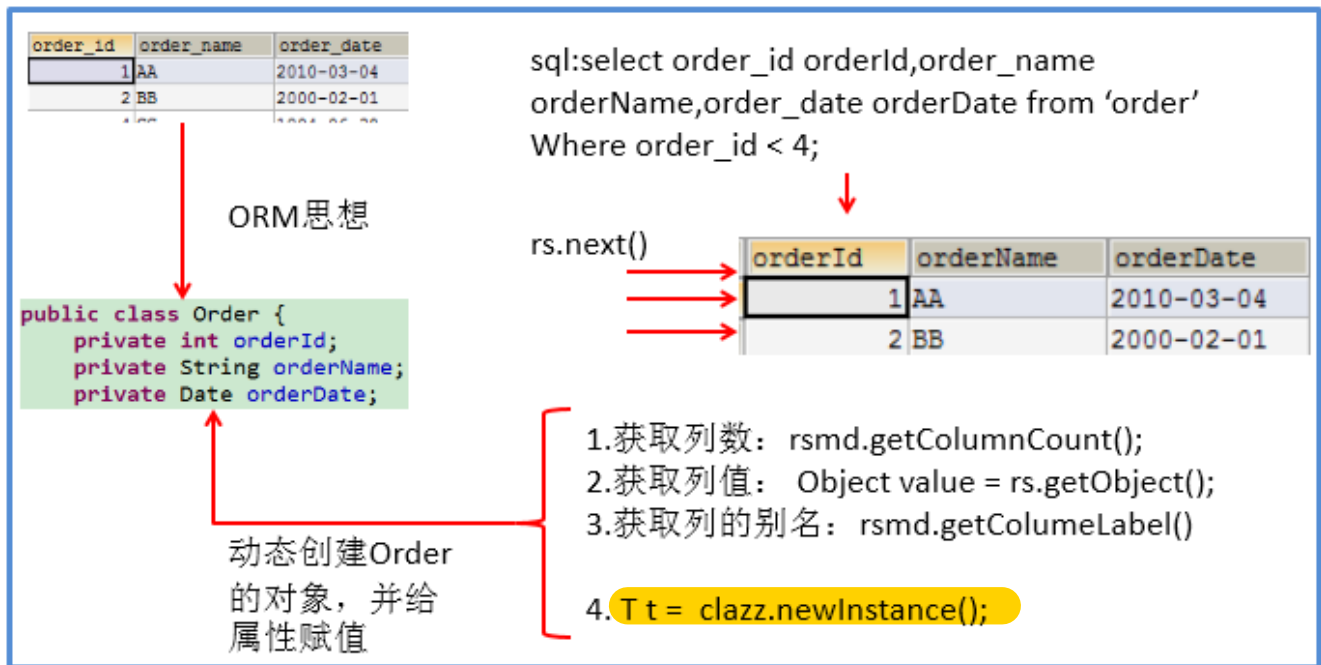 order_id order_name order_date
1 AA 2010-03-04
2 BB 2000-02-01
ORM思想
public class Order {
private int orderId;
private String orderName;
private Date orderDate;
sql:select order_id orderId,order_name
orderName,order_date orderDate from ‘order’
Where order_id < 4;
rs.next()
orderId orderName orderDate
1 AA 2010-03-04
2 BB 2000-02-01
1.获取列数：rsmd.getColumnCount();
2.获取列值： Object value = rs.getObject();
3.获取列的别名：rsmd.getColumeLabel()
4. T t = clazz.newInstance();
动态创建Order
的对象，并给
属性赋值